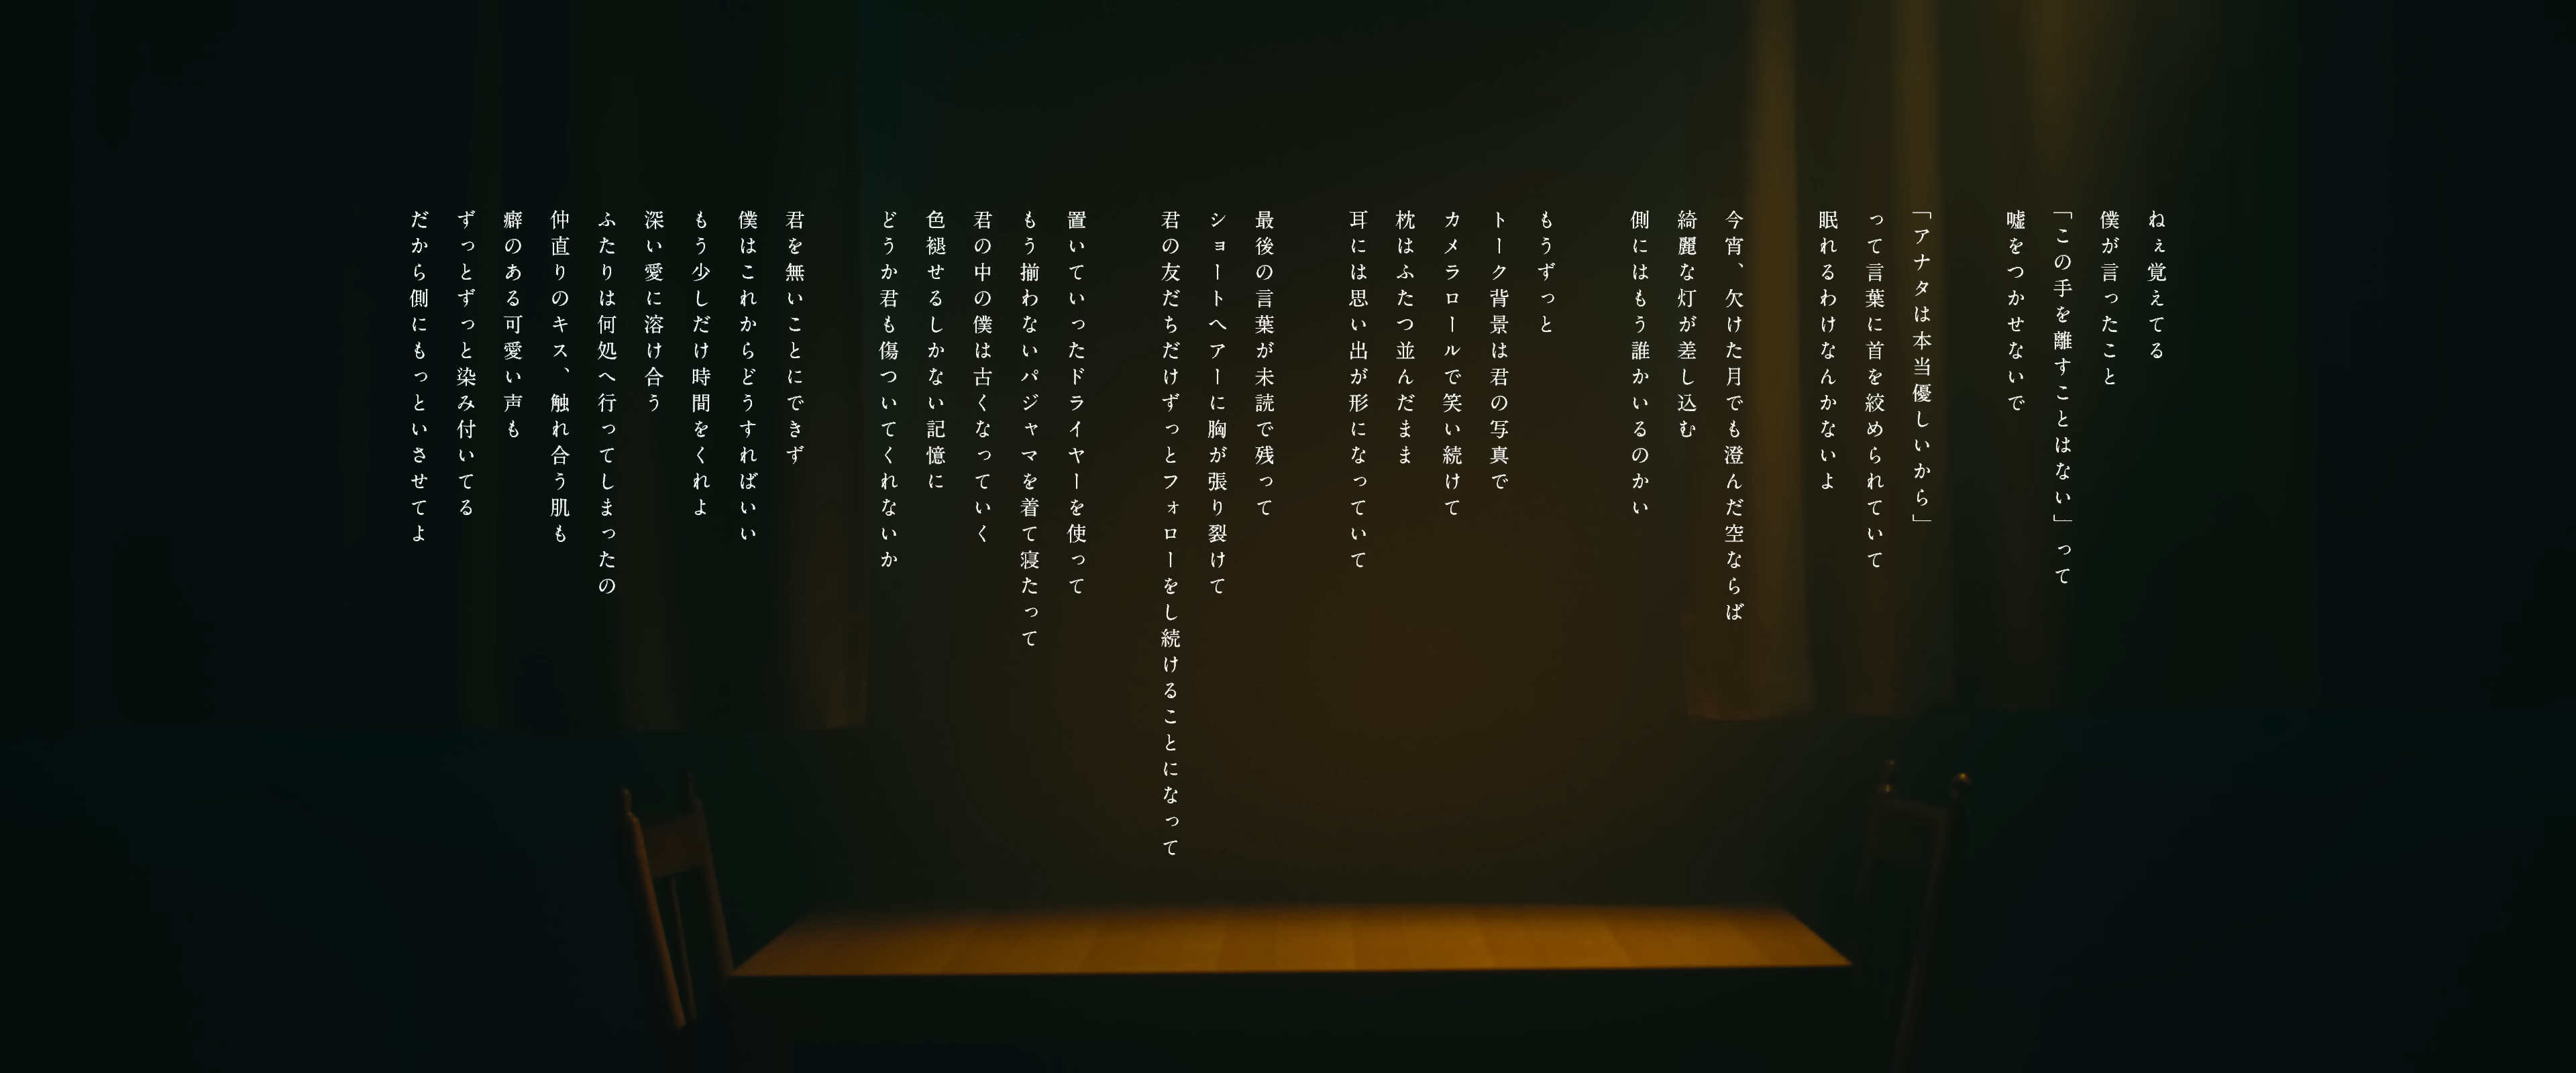 ねぇ覚えてる
僕が言ったこと
「この手を離すことはない」って
嘘をつかせないで
「アナタは本当優しいから」
って言葉に首を絞められていて
眠れるわけなんかないよ
今宵、欠けた月でも澄んだ空ならば
綺麗な灯が差し込む
側にはもう誰かいるのかい
もうずっと
トーク背景は君の写真で
カメラロールで笑い続けて
枕はふたつ並んだまま
耳には思い出が形になっていて
最後の言葉が未読で残って
ショートヘアーに胸が張り裂けて
君の友だちだけずっとフォローをし続けることになって
置いていったドライヤーを使って
もう揃わないパジャマを着て寝たって
君の中の僕は古くなっていく
色褪せるしかない記憶に
どうか君も傷ついてくれないか
君を無いことにできず
僕はこれからどうすればいい
もう少しだけ時間をくれよ
深い愛に溶け合う
ふたりは何処へ行ってしまったの
仲直りのキス、触れ合う肌も
癖のある可愛い声も
ずっとずっと染み付いてる
だから側にもっといさせてよ